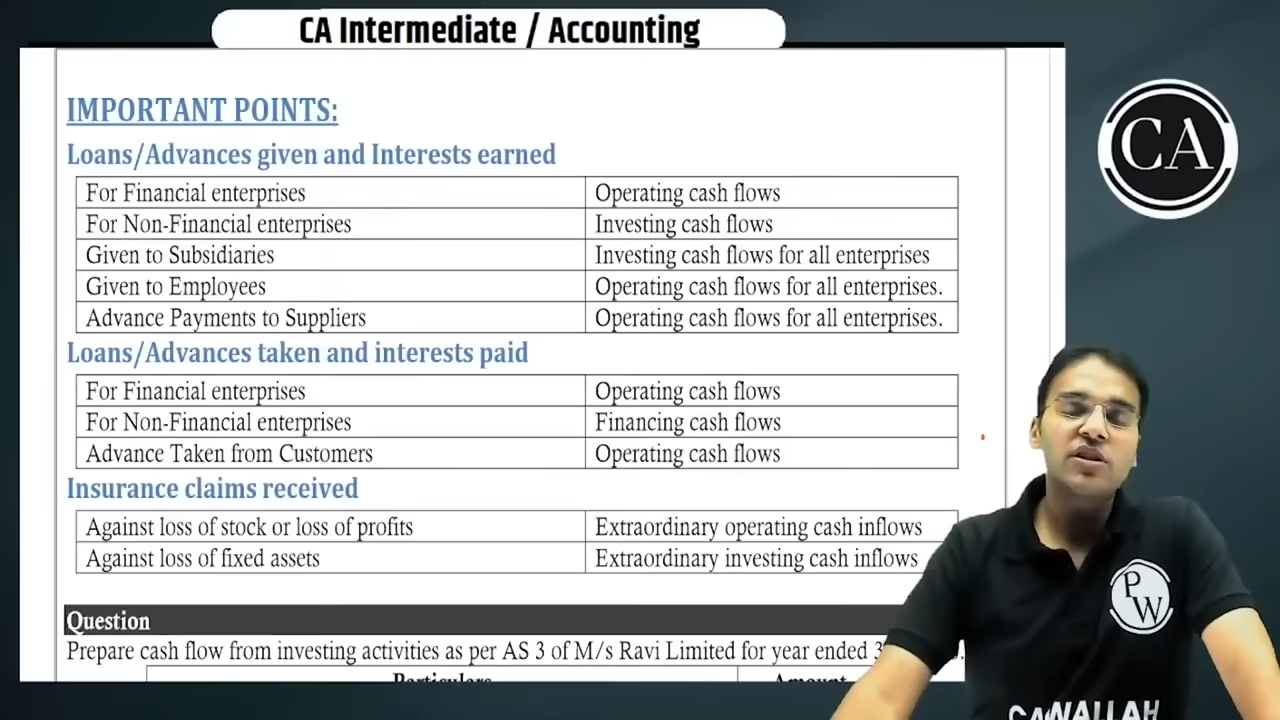 CA Intermediate / Accounting
IMPORTANT POINTS:
Loans/Advances given and Interests earned
For Financial enterprises Operating cash flows
For Non-Financial enterprises Investing cash flows
Given to Subsidiaries Investing cash flows for all enterprises
Given to Employees Operating cash flows for all enterprises.
Advance Payments to Suppliers Operating cash flows for all enterprises.
Loans/Advances taken and interests paid
For Financial enterprises Operating cash flows
For Non-Financial enterprises Financing cash flows
Advance Taken from Customers Operating cash flows
Insurance claims received
Against loss of stock or loss of profits Extraordinary operating cash inflows
Against loss of fixed assets Extraordinary investing cash inflows
Question
Prepare cash flow from investing activities as per AS 3 of M/s Ravi Limited for year ended 3
Particulars Amount
CA
PW
CAWALLAH